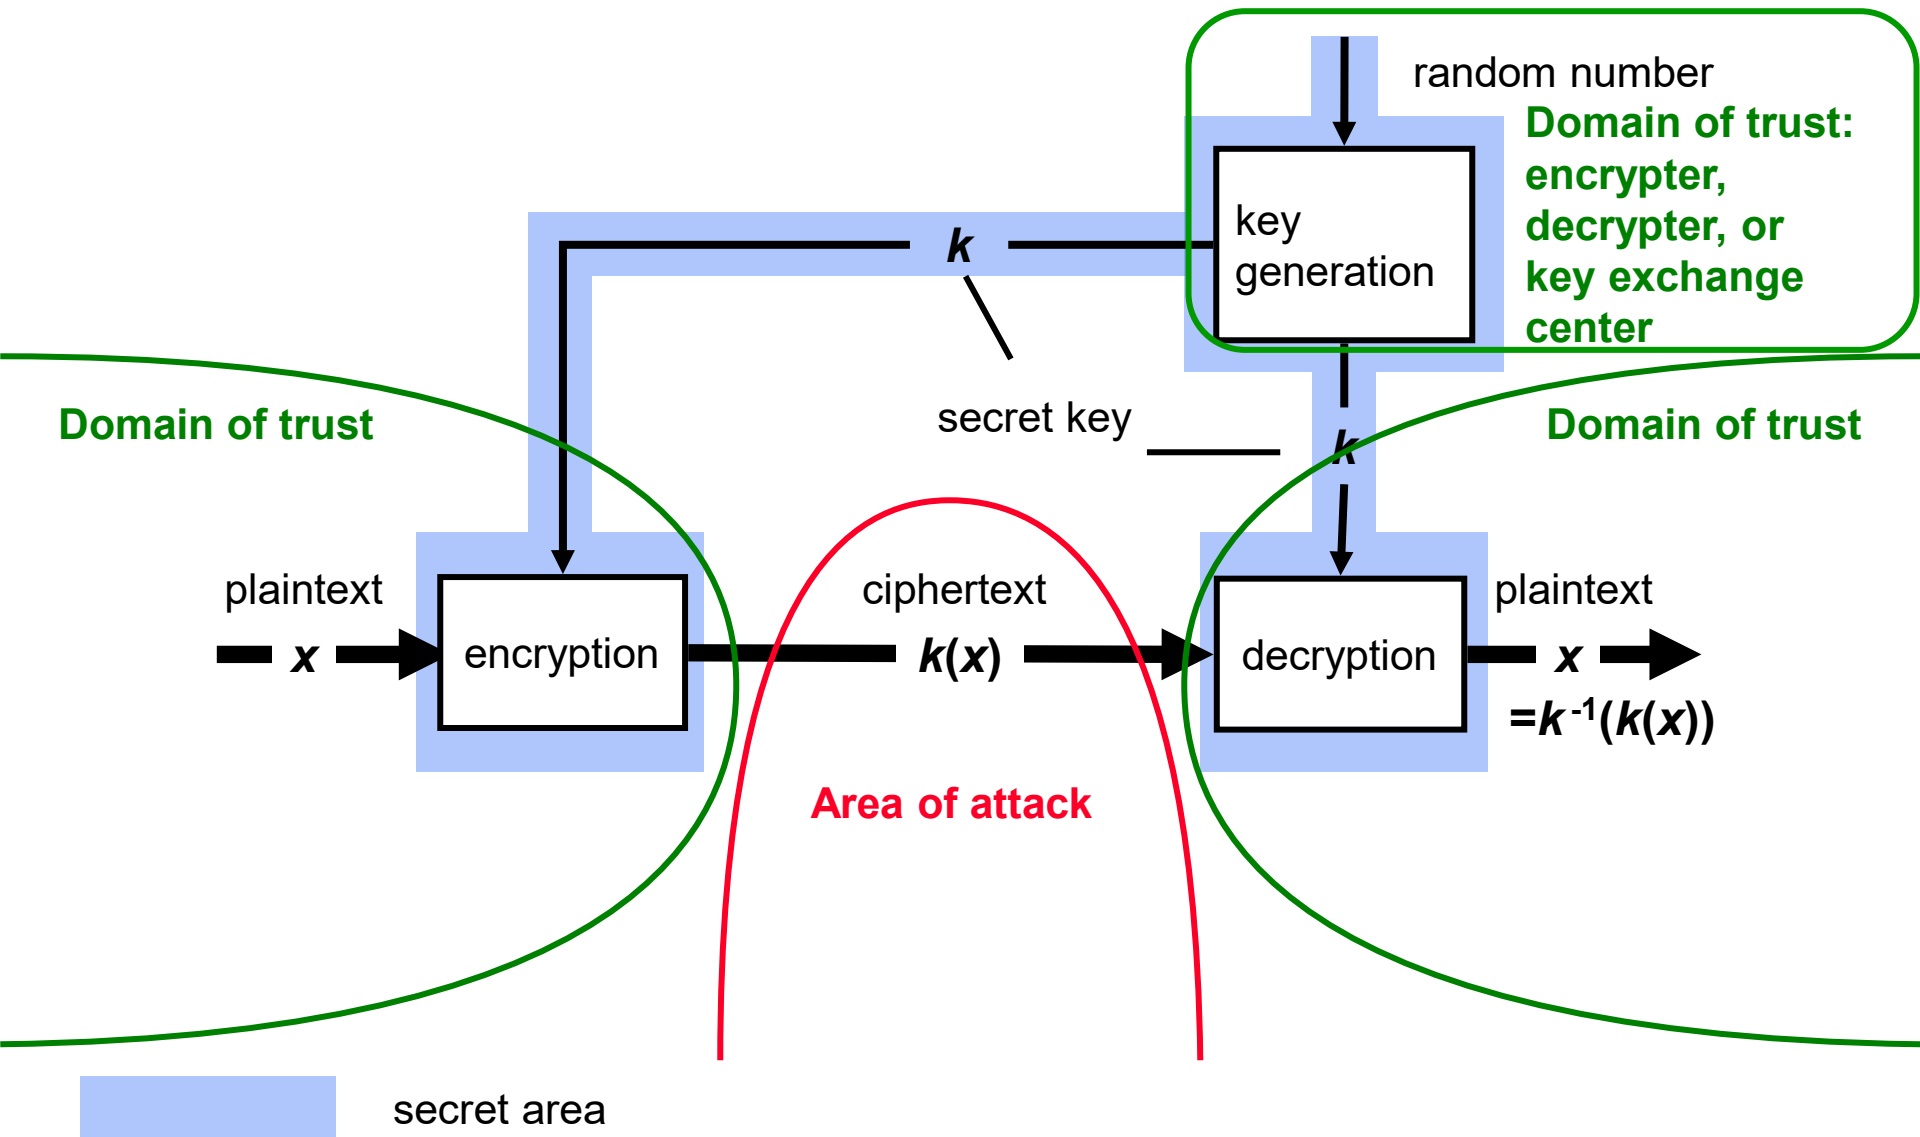 random number
Domain of trust:
encrypter,
decrypter, or
key exchange
center
key
generation
k
secret key
k
Domain of trust
Domain of trust
plaintext
x
encryption
ciphertext
k(x)
decryption
plaintext
x
=k⁻¹(k(x))
Area of attack
secret area